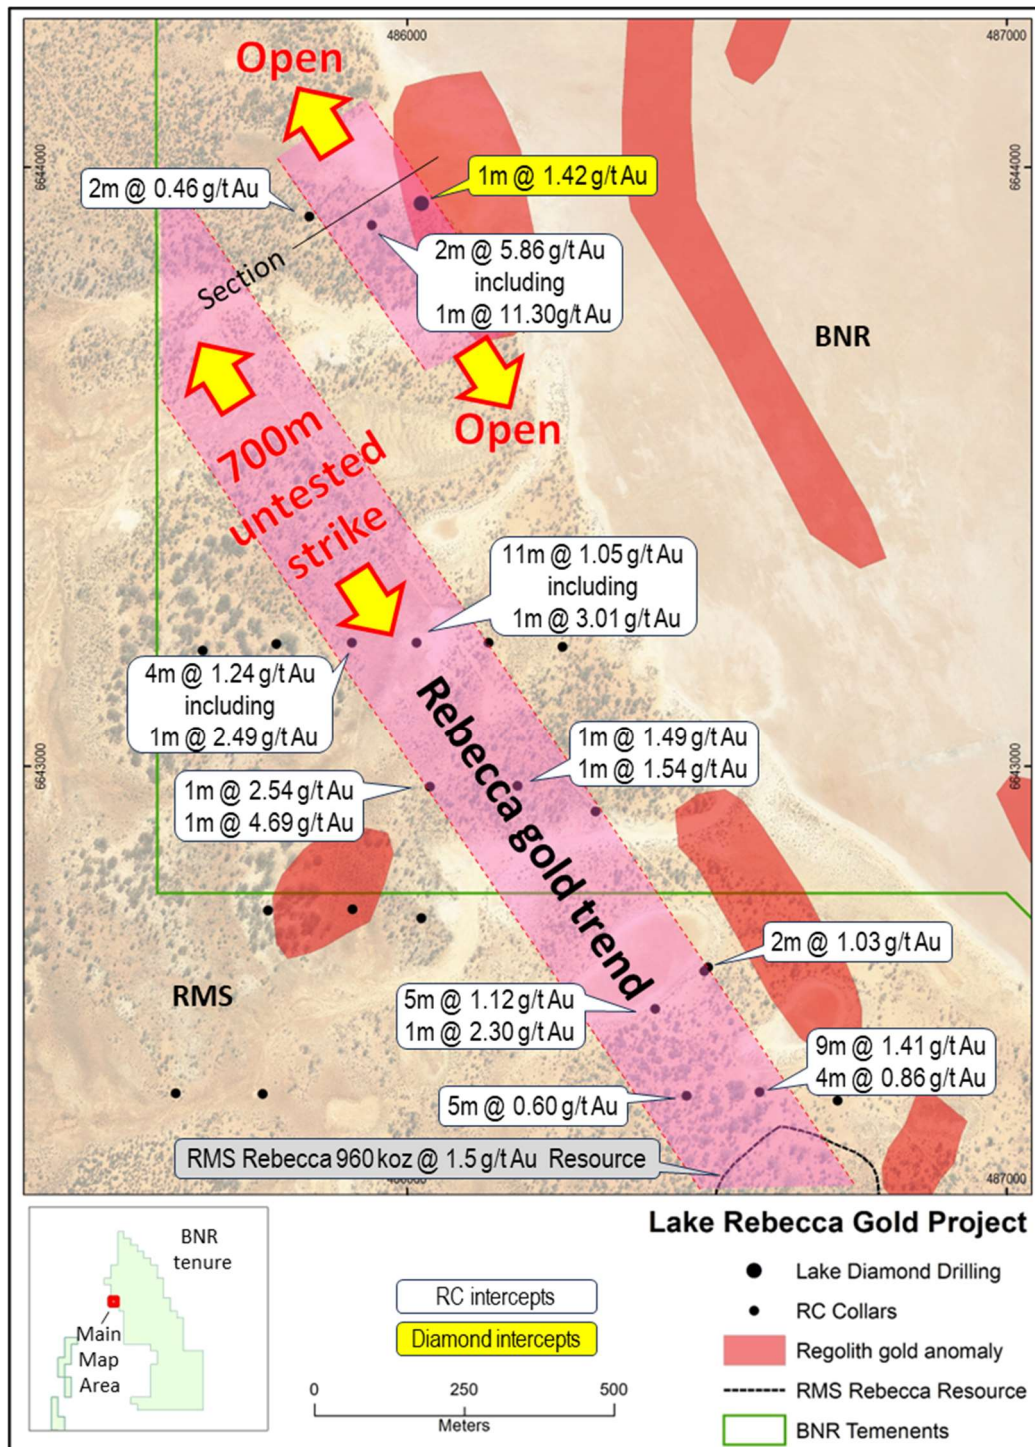 486000
487000
Open
6644000
6644000
2m @ 0.46 g/t Au
1m @ 1.42 g/t Au
2m @ 5.86 g/t Au
including
1m @ 11.30g/t Au
Section
BNR
Open
700m
untested
strike
11m @ 1.05 g/t Au
including
1m @ 3.01 g/t Au
4m @ 1.24 g/t Au
including
1m @ 2.49 g/t Au
Rebecca gold trend
1m @ 1.49 g/t Au
1m @ 1.54 g/t Au
6643000
6643000
1m @ 2.54 g/t Au
1m @ 4.69 g/t Au
2m @ 1.03 g/t Au
RMS
5m @ 1.12 g/t Au
1m @ 2.30 g/t Au
9m @ 1.41 g/t Au
4m @ 0.86 g/t Au
5m @ 0.60 g/t Au
RMS Rebecca 960 koz @ 1.5 g/t Au Resource
486000
487000
BNR
tenure
Main
Map
Area
RC intercepts
Diamond intercepts
0 250 500
Meters
Lake Rebecca Gold Project
Lake Diamond Drilling
RC Collars
Regolith gold anomaly
RMS Rebecca Resource
BNR Temenents